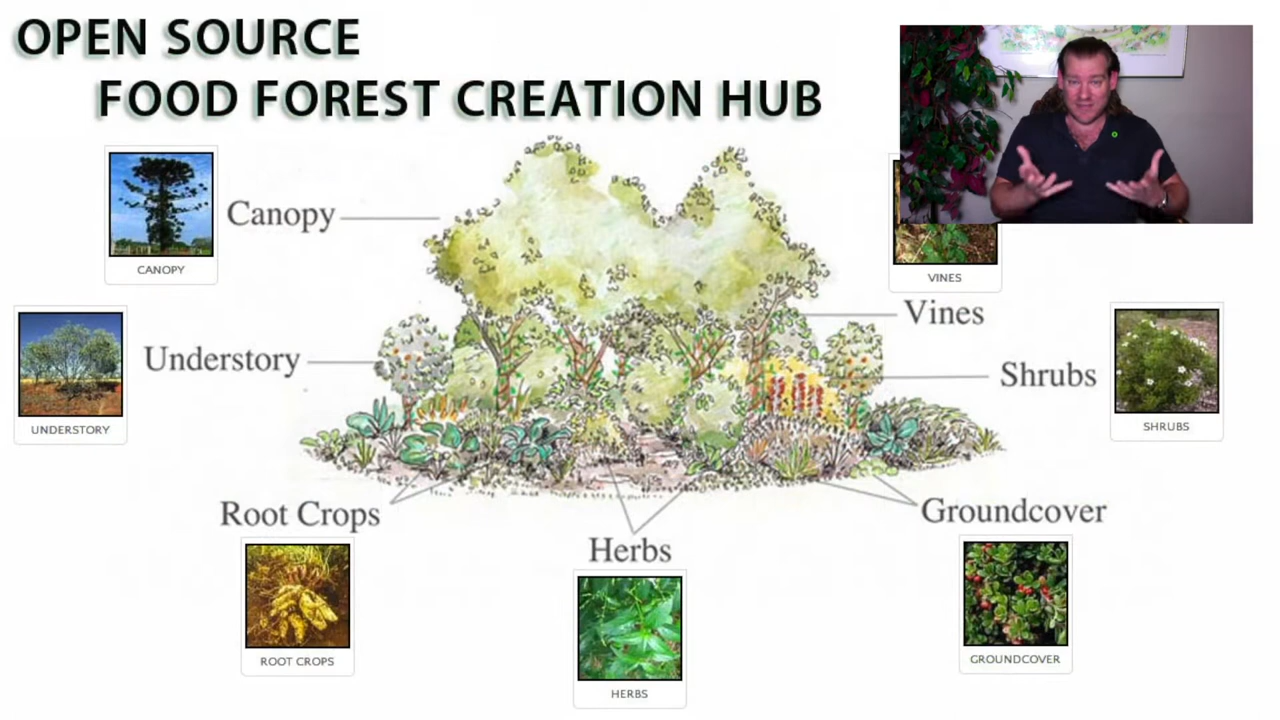 OPEN SOURCE
FOOD FOREST CREATION HUB
CANOPY
Canopy
VINES
Vines
UNDERSTORY
Understory
Shrubs
SHRUBS
Root Crops
ROOT CROPS
Herbs
HERBS
Groundcover
GROUNDCOVER